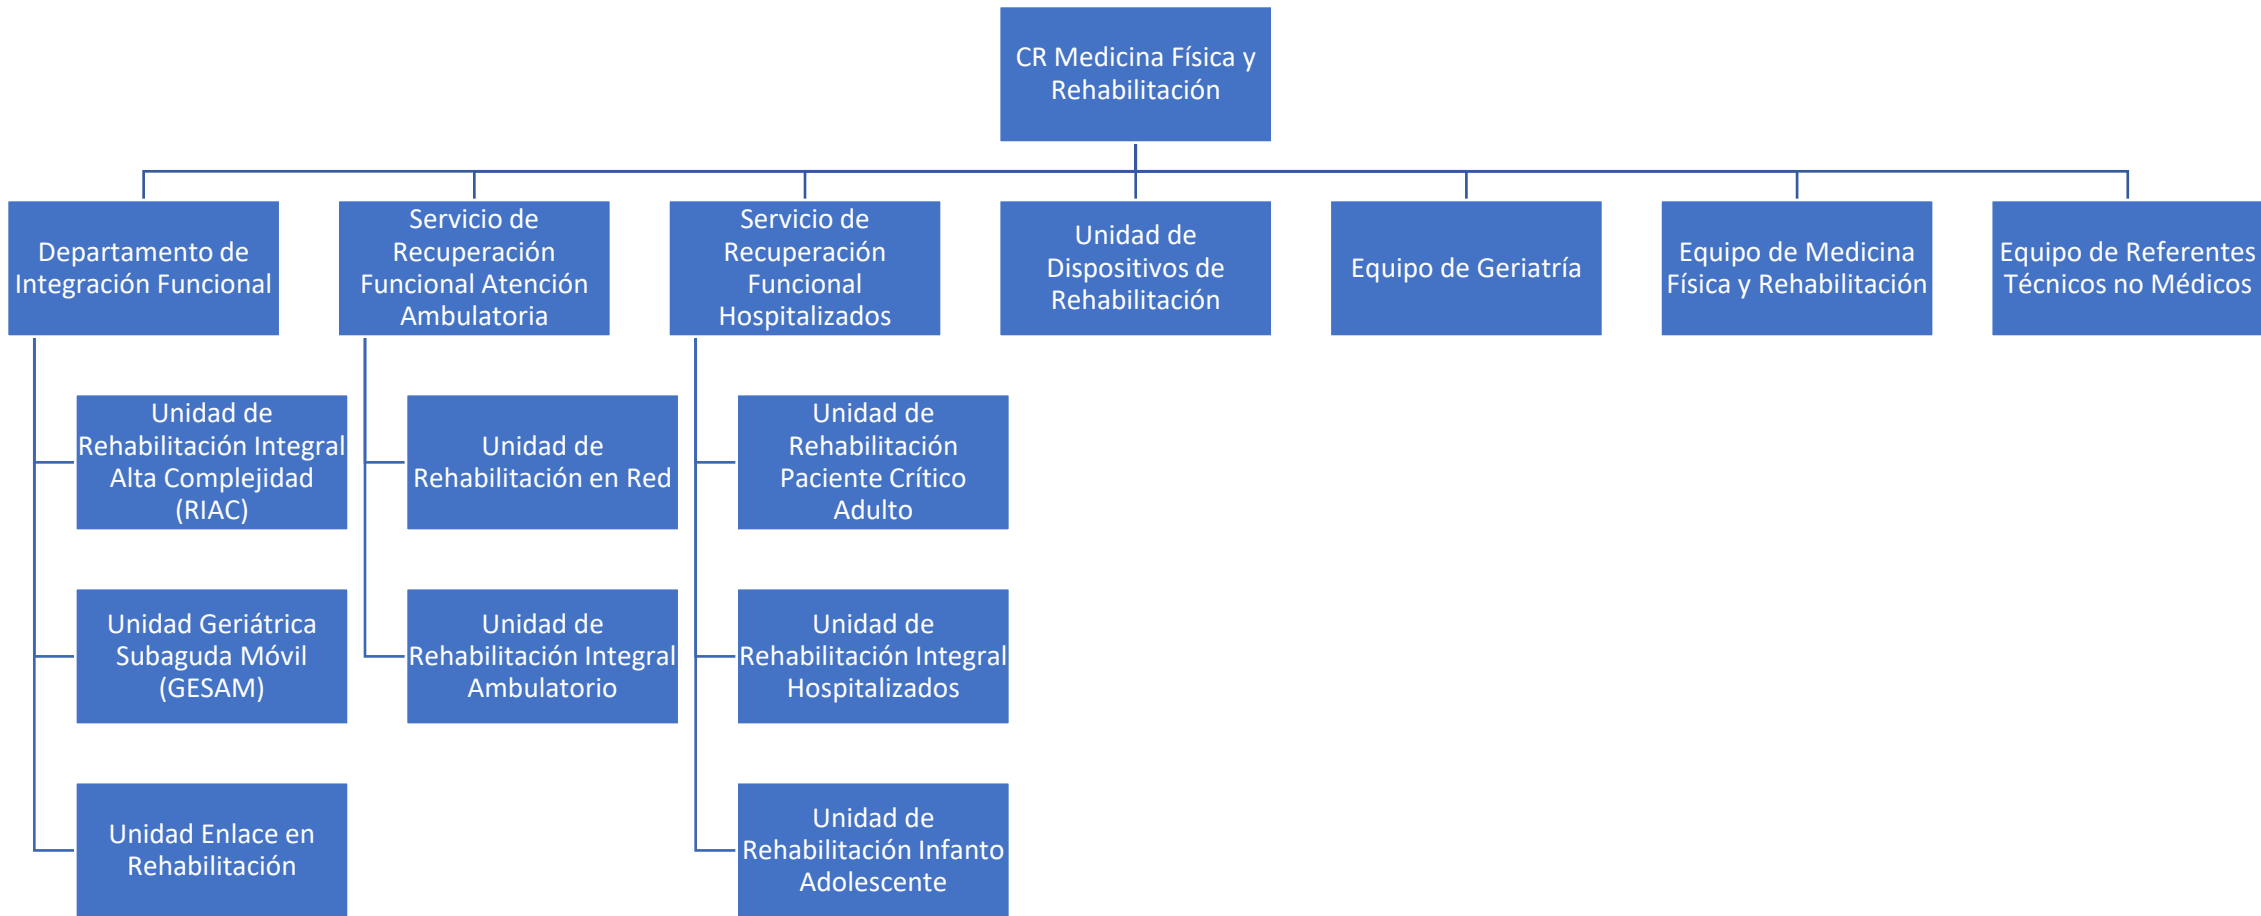 CR Medicina Física y
Rehabilitación
Departamento de
Integración Funcional
Servicio de
Recuperación
Funcional Atención
Ambulatoria
Servicio de
Recuperación
Funcional
Hospitalizados
Unidad de
Dispositivos de
Rehabilitación
Equipo de Geriatría
Equipo de Medicina
Física y Rehabilitación
Equipo de Referentes
Técnicos no Médicos
Unidad de
Rehabilitación Integral
Alta Complejidad
(RIAC)
Unidad de
Rehabilitación en Red
Unidad de
Rehabilitación
Paciente Crítico
Adulto
Unidad Geriátrica
Subaguda Móvil
(GESAM)
Unidad de
Rehabilitación Integral
Ambulatorio
Unidad de
Rehabilitación Integral
Hospitalizados
Unidad Enlace en
Rehabilitación
Unidad de
Rehabilitación Infanto
Adolescente